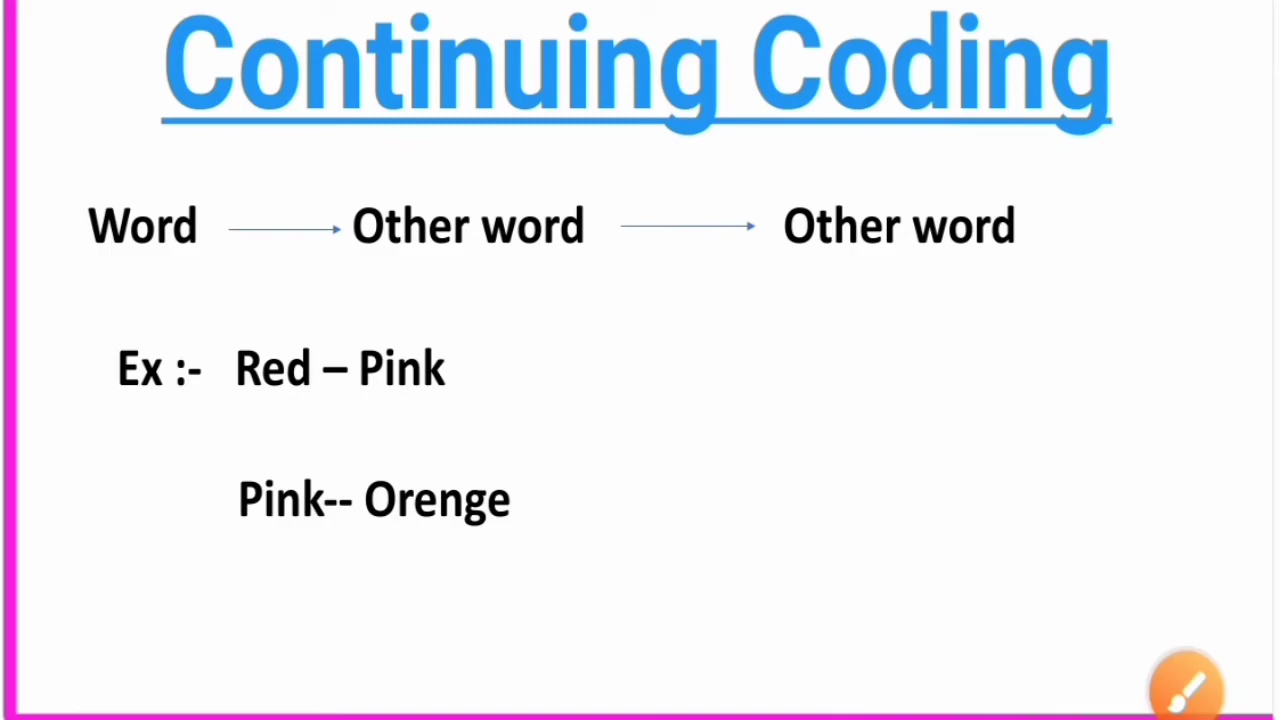 Continuing Coding
Word Other word Other word
Ex :- Red – Pink
Pink-- Orenge